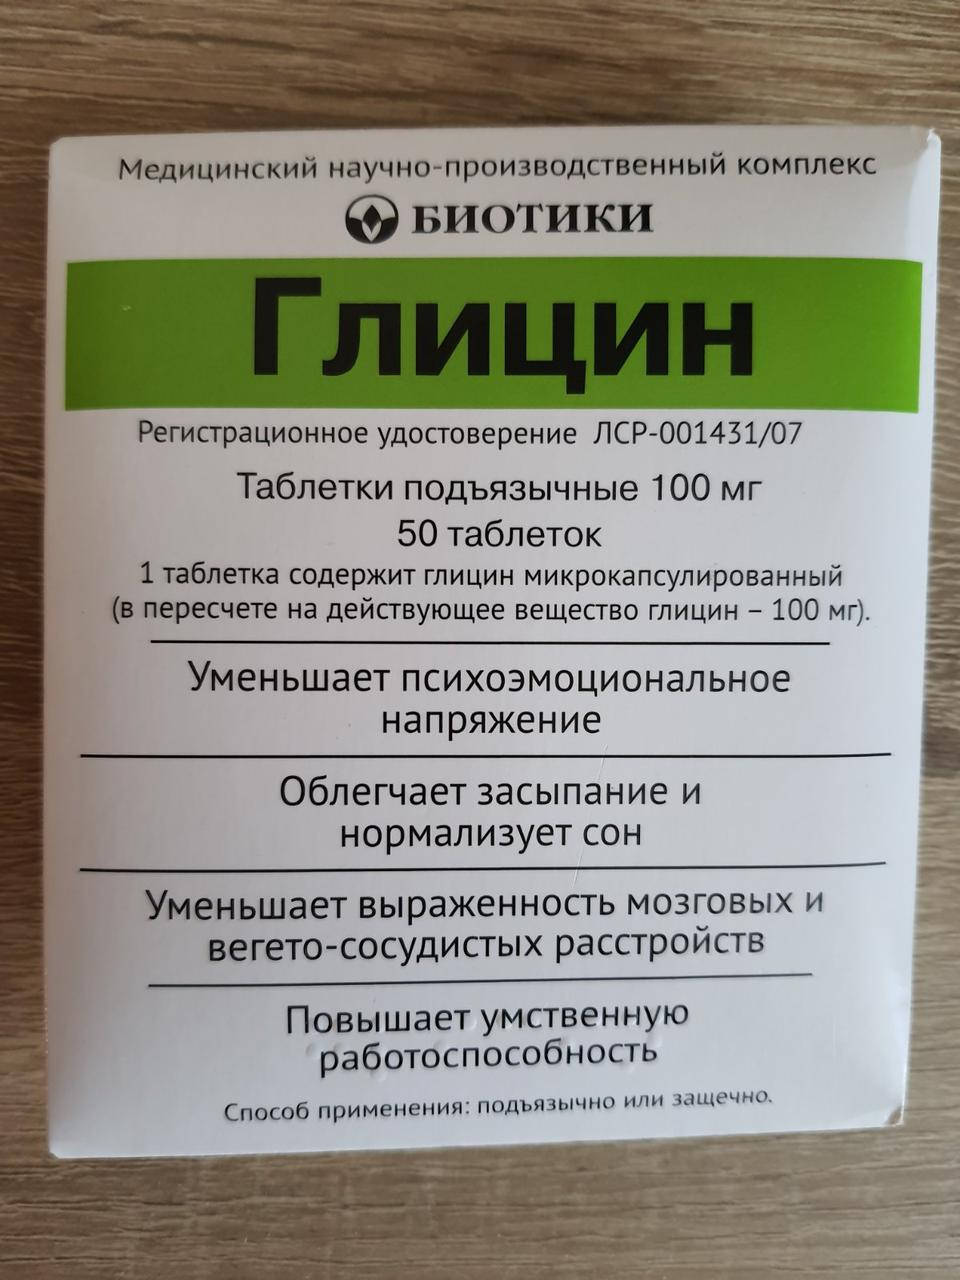 Медицинский научно-производственный комплекс
БИОТИКИ
Глицин
Регистрационное удостоверение ЛСР-001431/07
Таблетки подъязычные 100 мг
50 таблеток
1 таблетка содержит глицин микрокапсулированный
(в пересчете на действующее вещество глицин – 100 мг).
Уменьшает психоэмоциональное
напряжение
Облегчает засыпание и
нормализует сон
Уменьшает выраженность мозговых и
вегето-сосудистых расстройств
Повышает умственную
работоспособность
Способ применения: подъязычно или защечно.